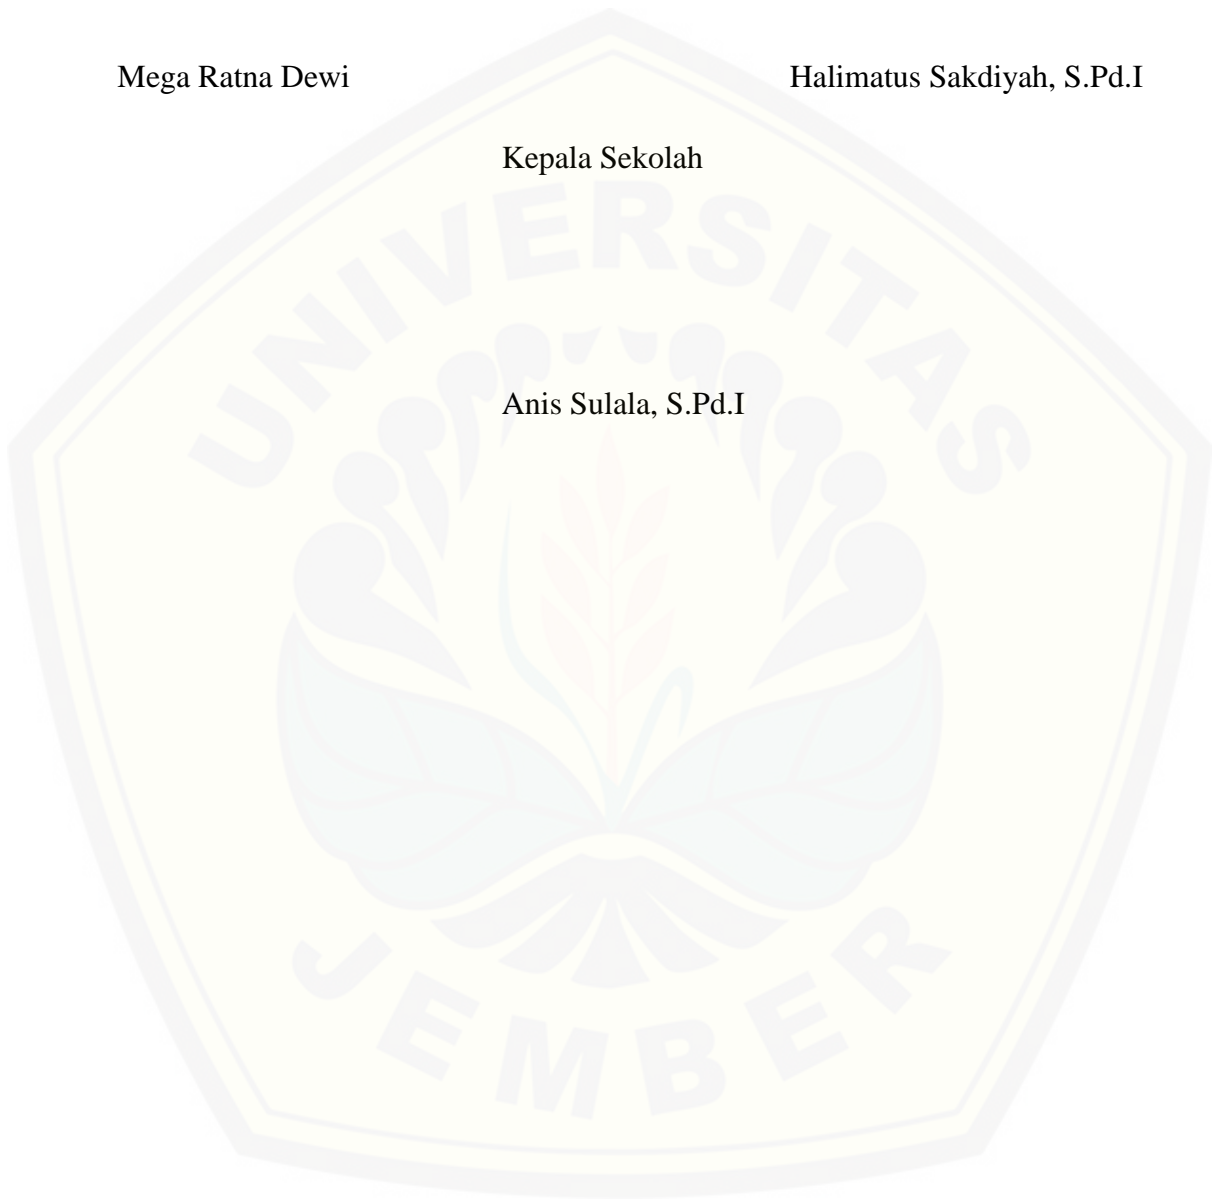 Mega Ratna Dewi Halimatus Sakdiyah, S.Pd.I
Kepala Sekolah
UNIVERSITAS
Anis Sulala, S.Pd.I
JEMBER